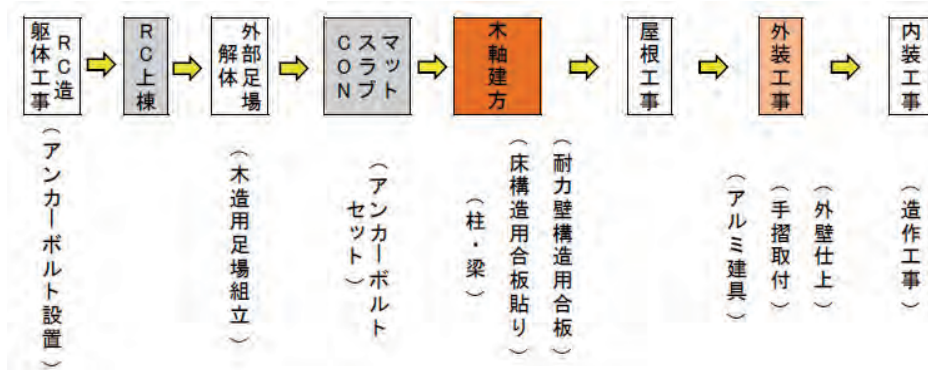 RC造
躯体工事
RC上棟
外部足場
解体
マット
スラブ
CON
木軸建方
屋根工事
外装工事
内装工事
（アンカーボルト設置）
（木造用足場組立）
（アンカーボルト
セット）
（柱・梁）
（床構造用合板貼り）
（耐力壁構造用合板）
（アルミ建具）
（手摺取付）
（外壁仕上）
（造作工事）